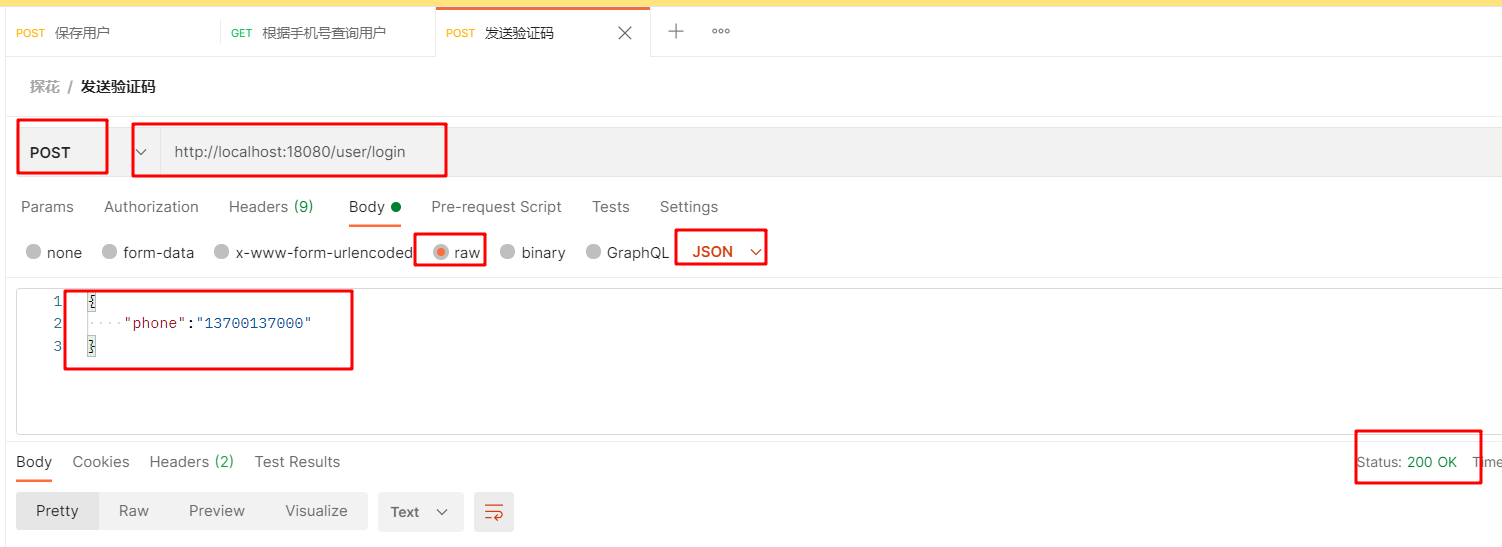 POST 保存用户 GET 根据手机号查询用户 POST 发送验证码
探花 / 发送验证码
POST http://localhost:18080/user/login
Params Authorization Headers (9) Body Pre-request Script Tests Settings
none form-data x-www-form-urlencoded raw binary GraphQL JSON
1 {
2 "phone":"13700137000"
3 }
Body Cookies Headers (2) Test Results Status: 200 OK Time
Pretty Raw Preview Visualize Text